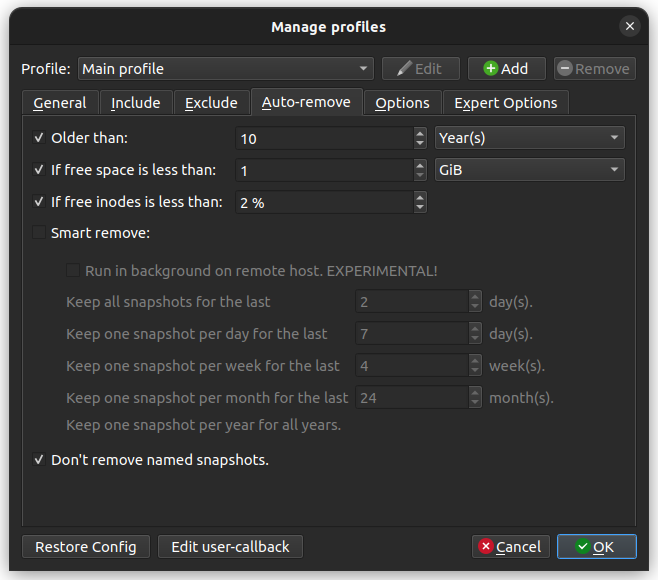 Manage profiles
Profile: Main profile Edit Add Remove
General Include Exclude Auto-remove Options Expert Options
Older than: 10 Year(s)
If free space is less than: 1 GiB
If free inodes is less than: 2 %
Smart remove:
Run in background on remote host. EXPERIMENTAL!
Keep all snapshots for the last 2 day(s).
Keep one snapshot per day for the last 7 day(s).
Keep one snapshot per week for the last 4 week(s).
Keep one snapshot per month for the last 24 month(s).
Keep one snapshot per year for all years.
Don't remove named snapshots.
Restore Config Edit user-callback Cancel OK